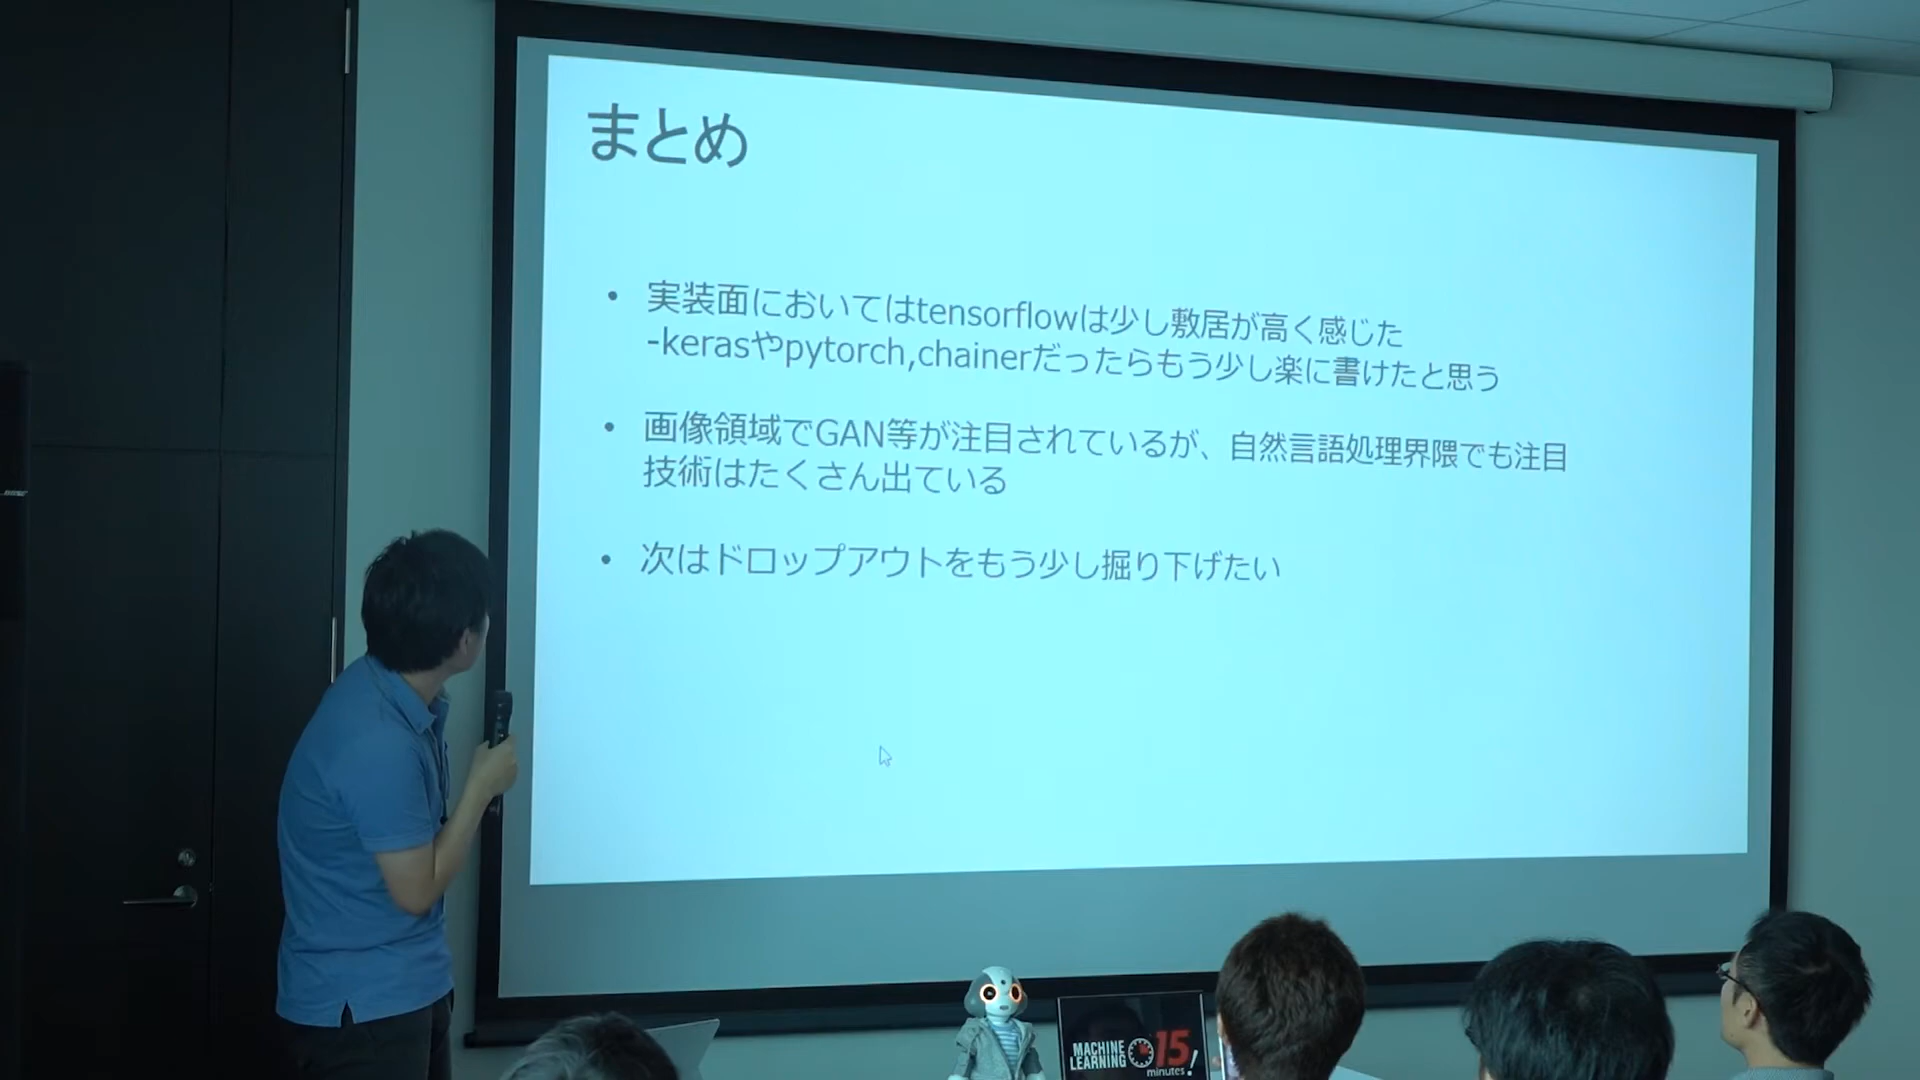 まとめ
• 実装面においてはtensorflowは少し敷居が高く感じた
-kerasやpytorch,chainerだったらもう少し楽に書けたと思う
• 画像領域でGAN等が注目されているが、自然言語処理界隈でも注目
技術はたくさん出ている
• 次はドロップアウトをもう少し掘り下げたい
MACHINE
LEARNING 15
minutes!